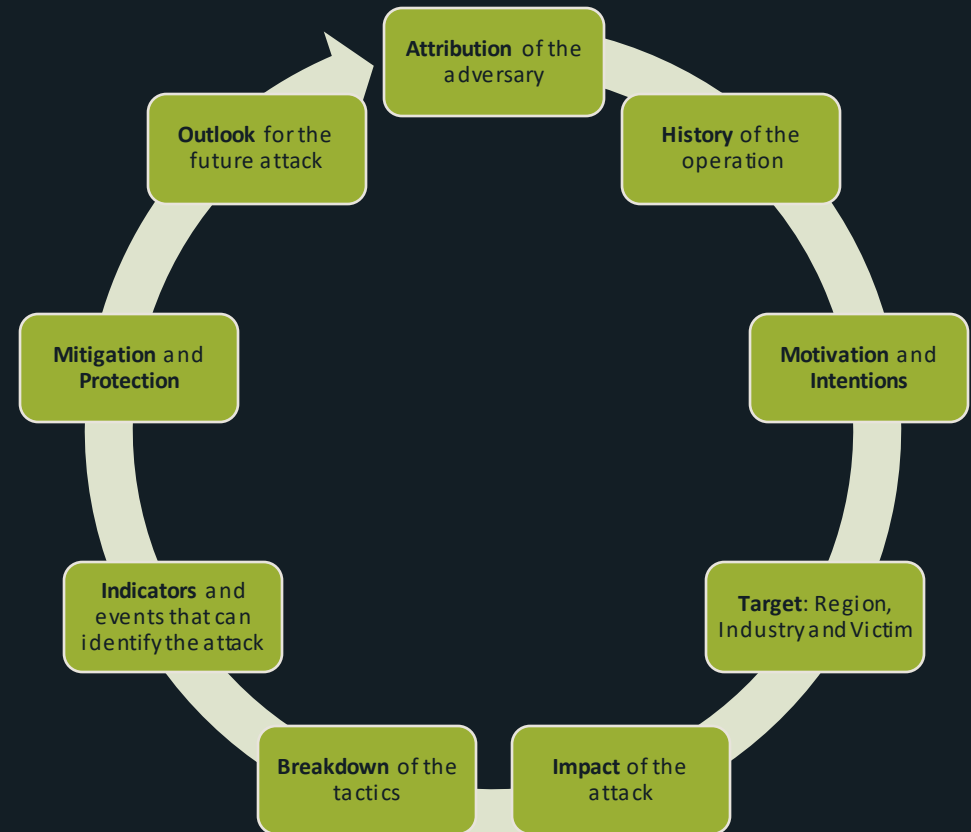 Attribution of the
adversary
History of the
operation
Motivation and
Intentions
Target: Region,
Industry and Victim
Impact of the
attack
Breakdown of the
tactics
Indicators and
events that can
identify the attack
Mitigation and
Protection
Outlook for the
future attack